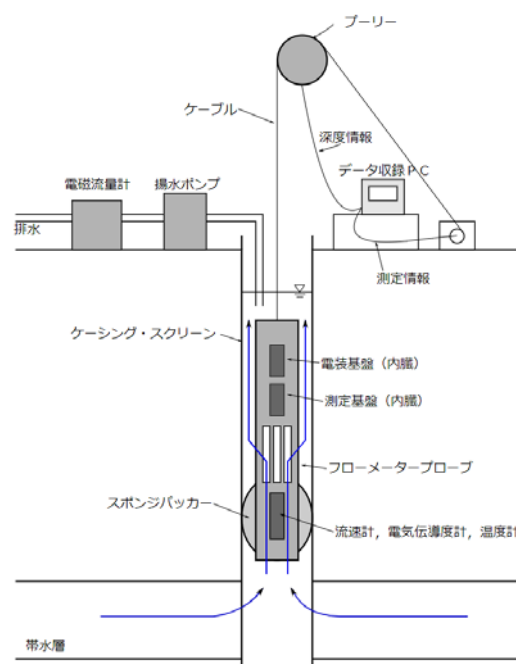 プーリー
ケーブル
深度情報
データ収録ＰＣ
電磁流量計
揚水ポンプ
排水
測定情報
ケーシング・スクリーン
電装基盤（内臓）
測定基盤（内臓）
フローメータープローブ
スポンジパッカー
流速計，電気伝導度計，温度計
帯水層